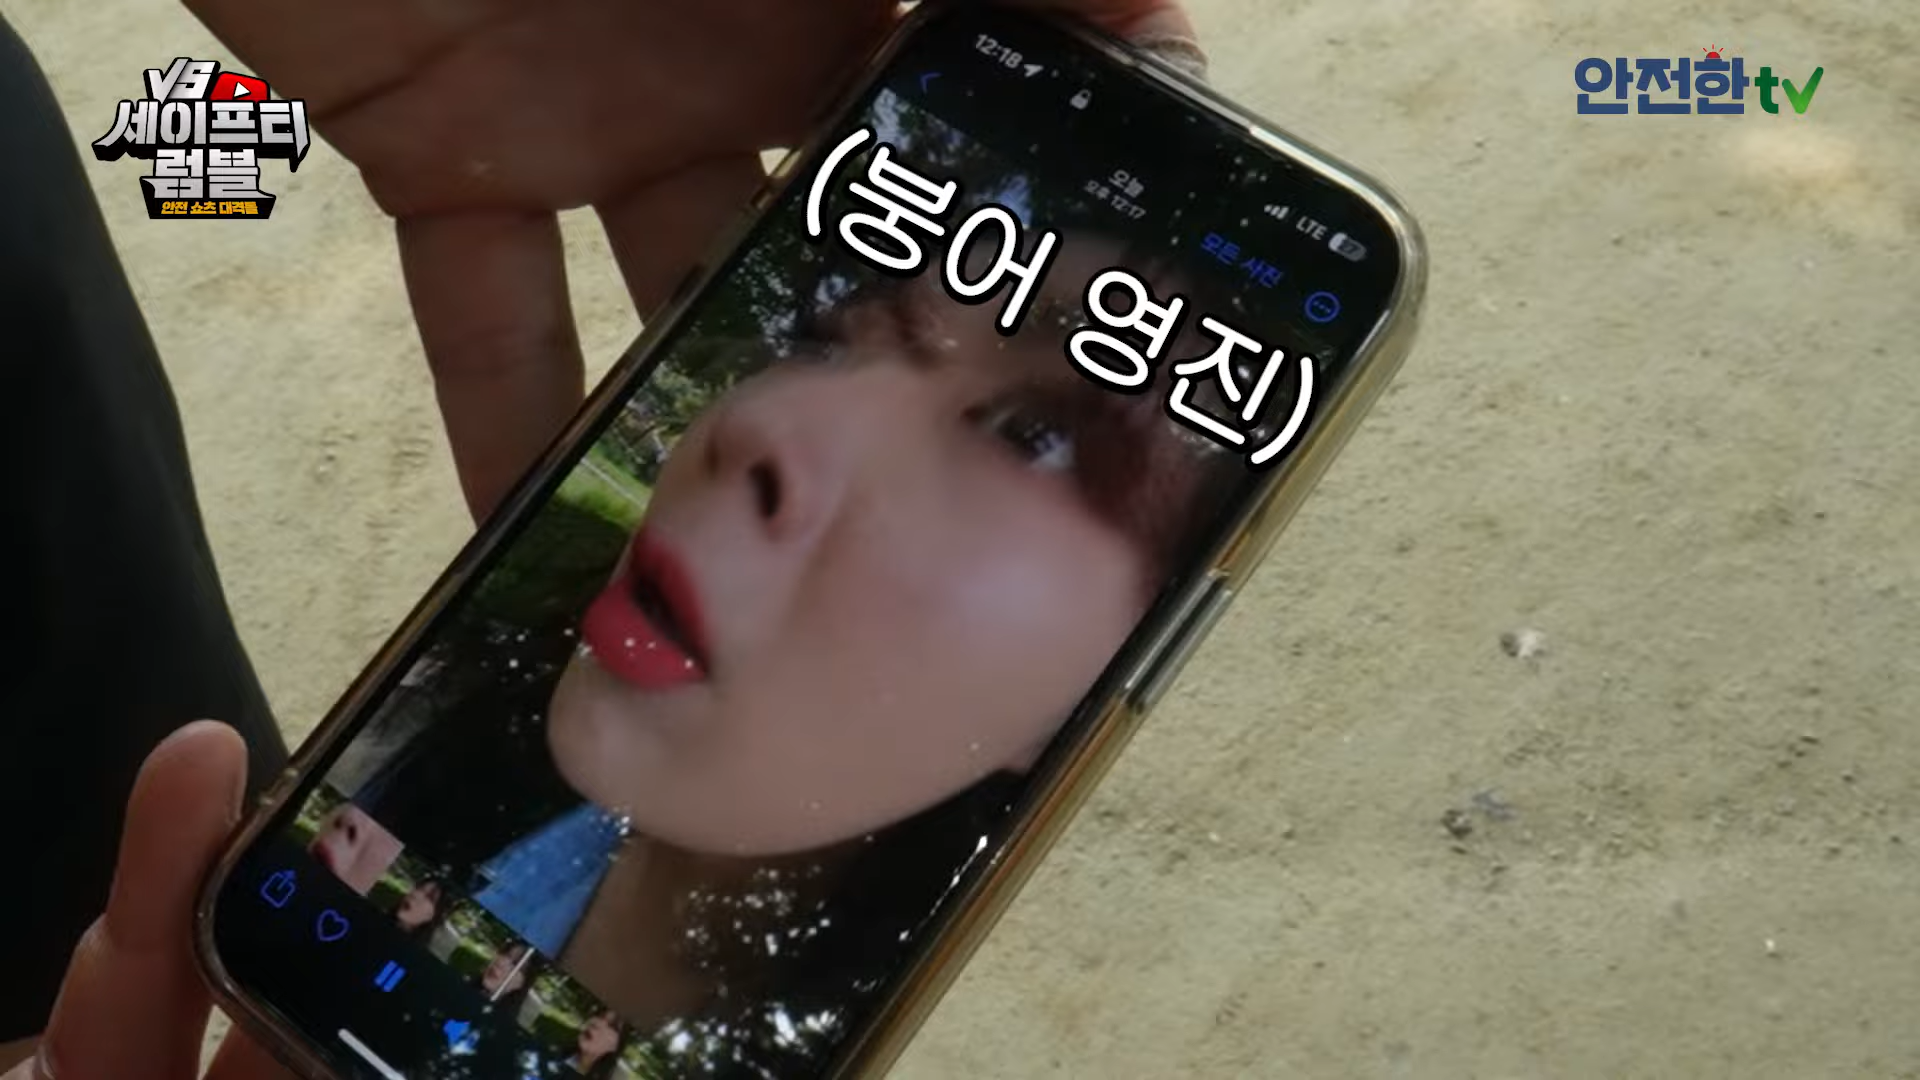 VS
세이프티
럼블
안전 쇼츠 대격돌
안전한tv
12:18
오늘
오후 12:17
LTE
모든 사진
(붕어 영진)